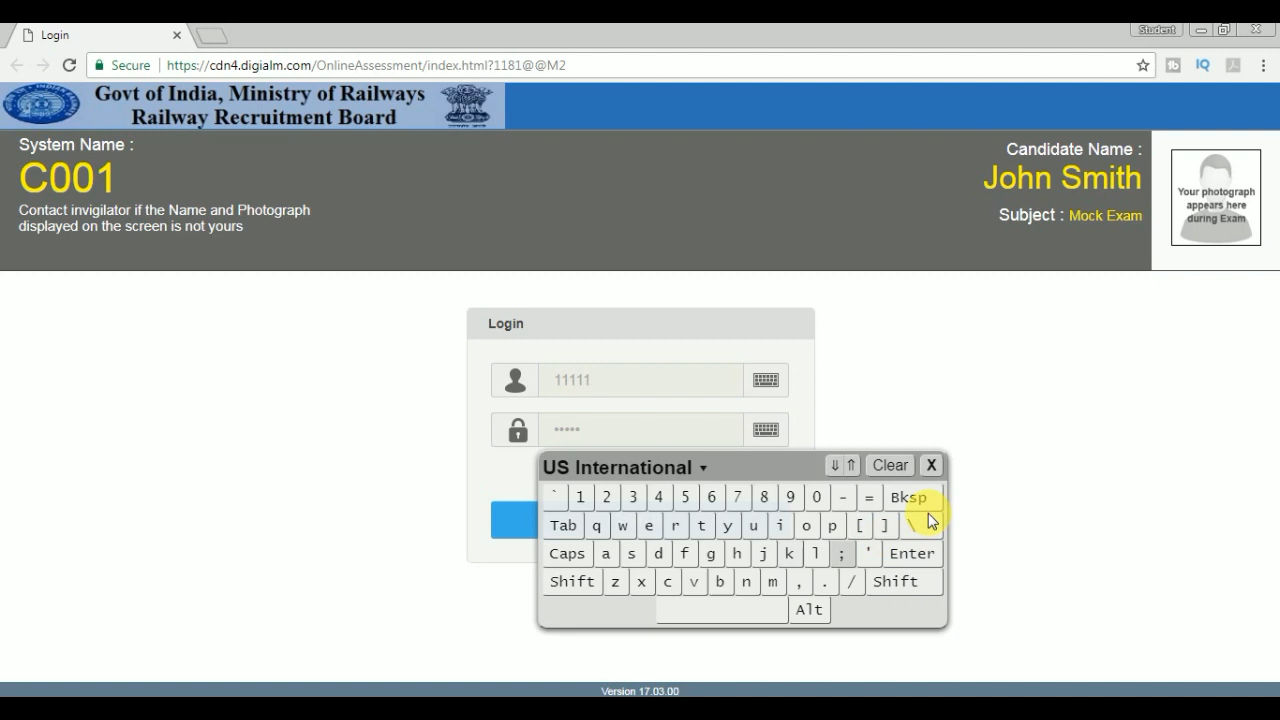 Login
Student
Secure
https://cdn4.digialm.com/OnlineAssessment/index.html?1181@@M2
IQ
Govt of India, Ministry of Railways
Railway Recruitment Board
System Name :
C001
Contact invigilator if the Name and Photograph
displayed on the screen is not yours
Candidate Name :
John Smith
Subject : Mock Exam
Your photograph
appears here
during Exam
Login
11111
•••••
US International
⇓ ⇑ Clear X
` 1 2 3 4 5 6 7 8 9 0 - = Bksp
Tab q w e r t y u i o p [ ] \
Caps a s d f g h j k l ; ' Enter
Shift z x c v b n m , . / Shift
Alt
Version 17.03.00